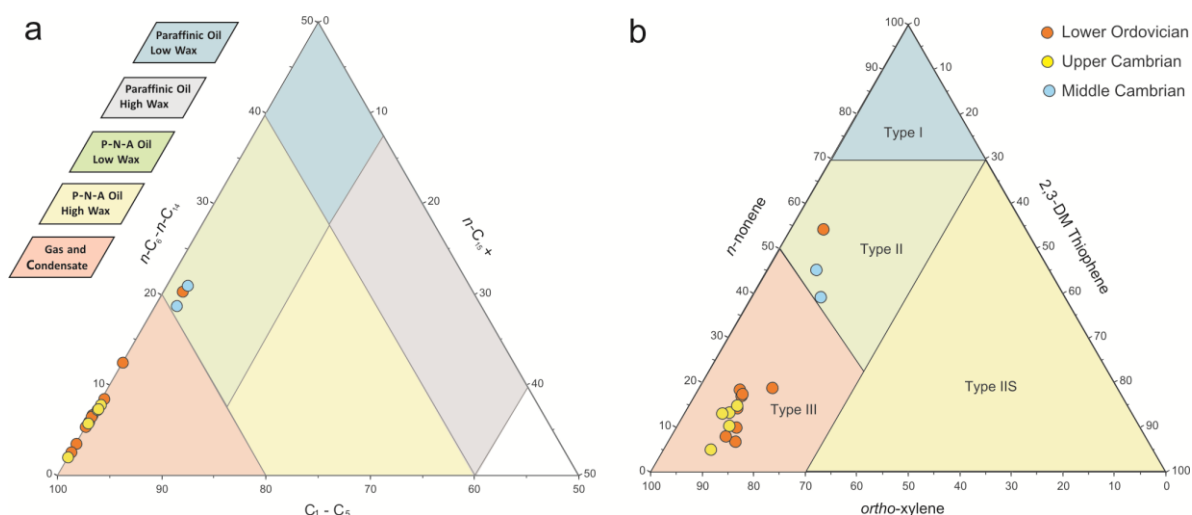 a
Paraffinic Oil
Low Wax
Paraffinic Oil
High Wax
P-N-A Oil
Low Wax
P-N-A Oil
High Wax
Gas and
Condensate
50 0
40 10
30 20
20 30
10 40
0 50
100 90 80 70 60 50
n-C₆-n-C₁₄
n-C₁₅ +
C₁ - C₅
b
Lower Ordovician
Upper Cambrian
Middle Cambrian
100 0
90 10
80 20
70 30
60 40
50 50
40 60
30 70
20 80
10 90
0 100
100 90 80 70 60 50 40 30 20 10 0
Type I
Type II
Type IIS
Type III
n-nonene
2,3-DM Thiophene
ortho-xylene